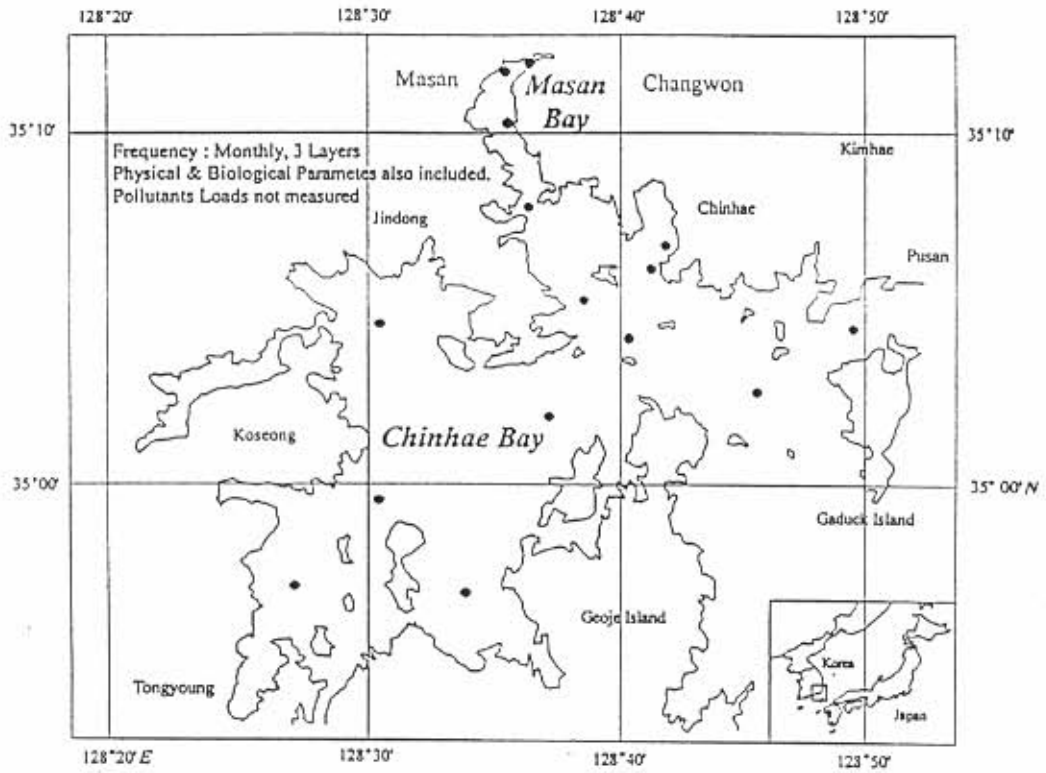 128°20' 128°30' 128°40' 128°50'
Masan
Masan
Bay
Changwon
35°10' 35°10'
Kimhae
Frequency : Monthly, 3 Layers
Physical & Biological Parametes also included,
Pollutants Loads not measured
Jindong
Chinhae
Pusan
Koseong
Chinhae Bay
35°00' 35°00'N
Gaduck Island
Geoje Island
Korea
Tongyoung
Japan
128°20'E 128°30' 128°40' 128°50'